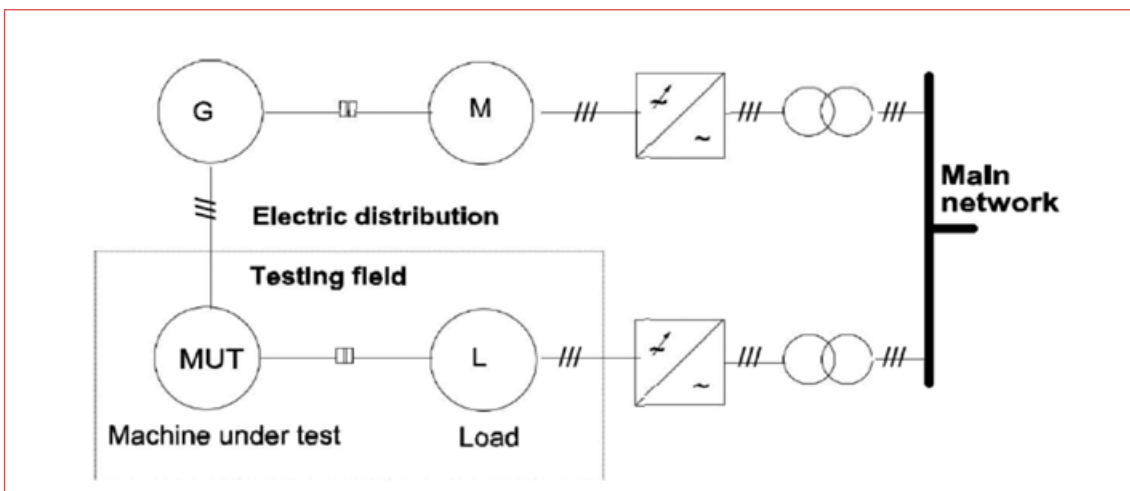 G
M
Main
network
Electric distribution
Testing field
MUT
L
Machine under test
Load